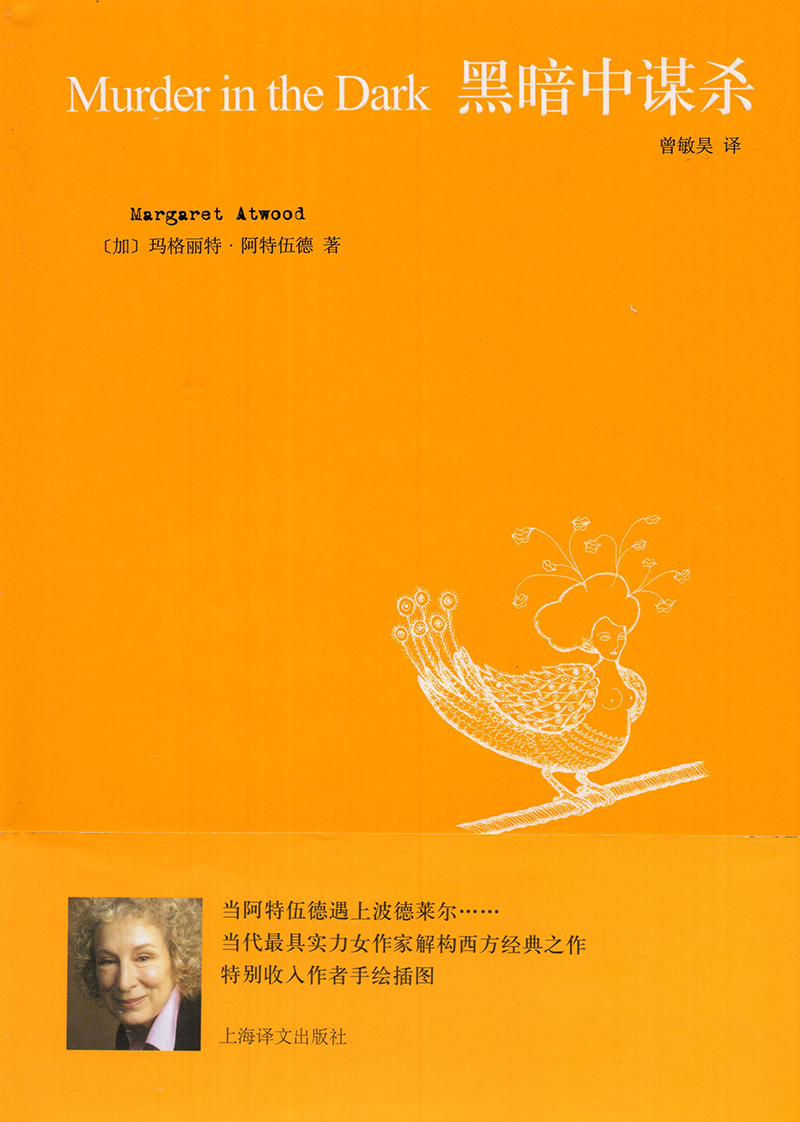 Murder in the Dark 黑暗中谋杀
曾敏昊 译
Margaret Atwood
〔加〕玛格丽特·阿特伍德 著
当阿特伍德遇上波德莱尔……
当代最具实力女作家解构西方经典之作
特别收入作者手绘插图
上海译文出版社